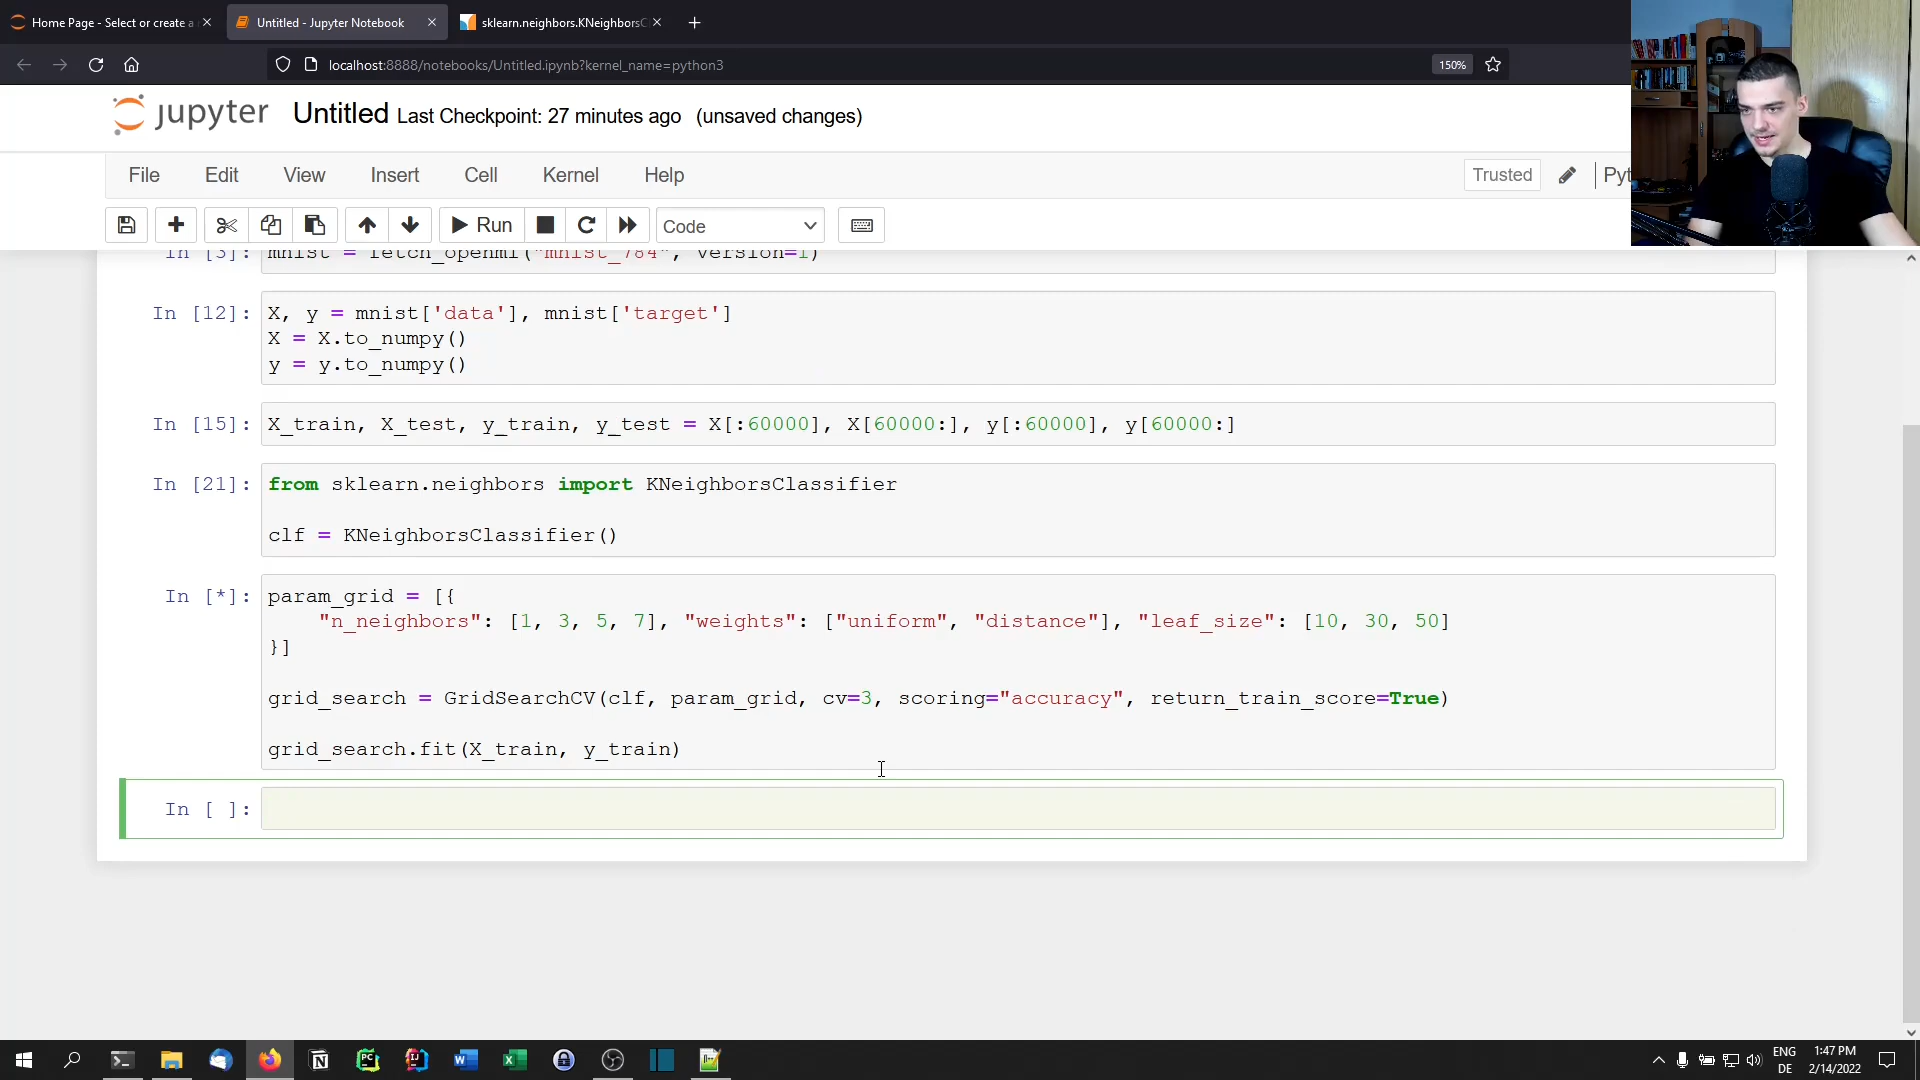 Home Page - Select or create a
Untitled - Jupyter Notebook
sklearn.neighbors.KNeighborsC
localhost:8888/notebooks/Untitled.ipynb?kernel_name=python3
150%
jupyter Untitled Last Checkpoint: 27 minutes ago (unsaved changes)
File Edit View Insert Cell Kernel Help
Trusted
Pyt
Run
Code
In [3]: mnist = fetch_openml("mnist_784", version=1)
In [12]: X, y = mnist['data'], mnist['target']
X = X.to_numpy()
y = y.to_numpy()
In [15]: X_train, X_test, y_train, y_test = X[:60000], X[60000:], y[:60000], y[60000:]
In [21]: from sklearn.neighbors import KNeighborsClassifier
clf = KNeighborsClassifier()
In [*]: param_grid = [{
"n_neighbors": [1, 3, 5, 7], "weights": ["uniform", "distance"], "leaf_size": [10, 30, 50]
}]
grid_search = GridSearchCV(clf, param_grid, cv=3, scoring="accuracy", return_train_score=True)
grid_search.fit(X_train, y_train)
In [ ]:
ENG
DE
1:47 PM
2/14/2022